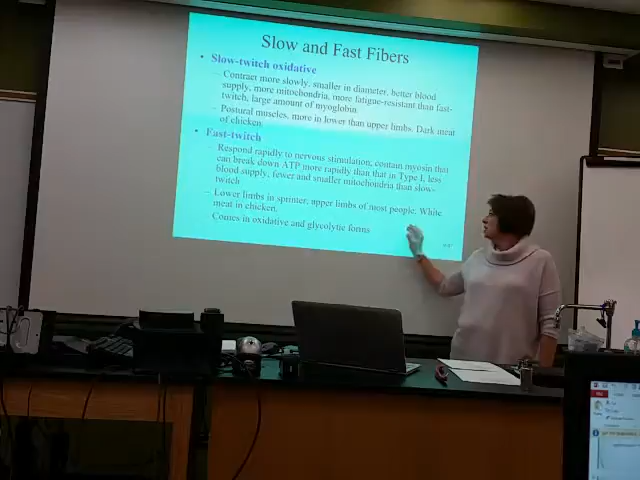 Slow and Fast Fibers
• Slow-twitch oxidative
– Contract more slowly, smaller in diameter, better blood
supply, more mitochondria, more fatigue-resistant than fast-
twitch, large amount of myoglobin.
– Postural muscles, more in lower than upper limbs. Dark meat
of chicken.
• Fast-twitch
– Respond rapidly to nervous stimulation, contain myosin that
can break down ATP more rapidly than that in Type I, less
blood supply, fewer and smaller mitochondria than slow-
twitch
– Lower limbs in sprinter, upper limbs of most people. White
meat in chicken.
Comes in oxidative and glycolytic forms